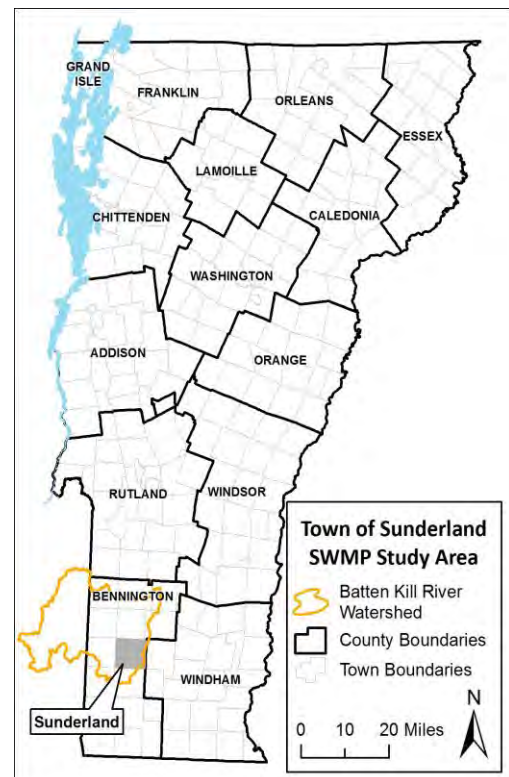 GRAND
ISLE
FRANKLIN
ORLEANS
ESSEX
LAMOILLE
CHITTENDEN
CALEDONIA
WASHINGTON
ADDISON
ORANGE
RUTLAND
WINDSOR
BENNINGTON
WINDHAM
Sunderland
Town of Sunderland
SWMP Study Area
Batten Kill River
Watershed
County Boundaries
Town Boundaries
N
0 10 20 Miles